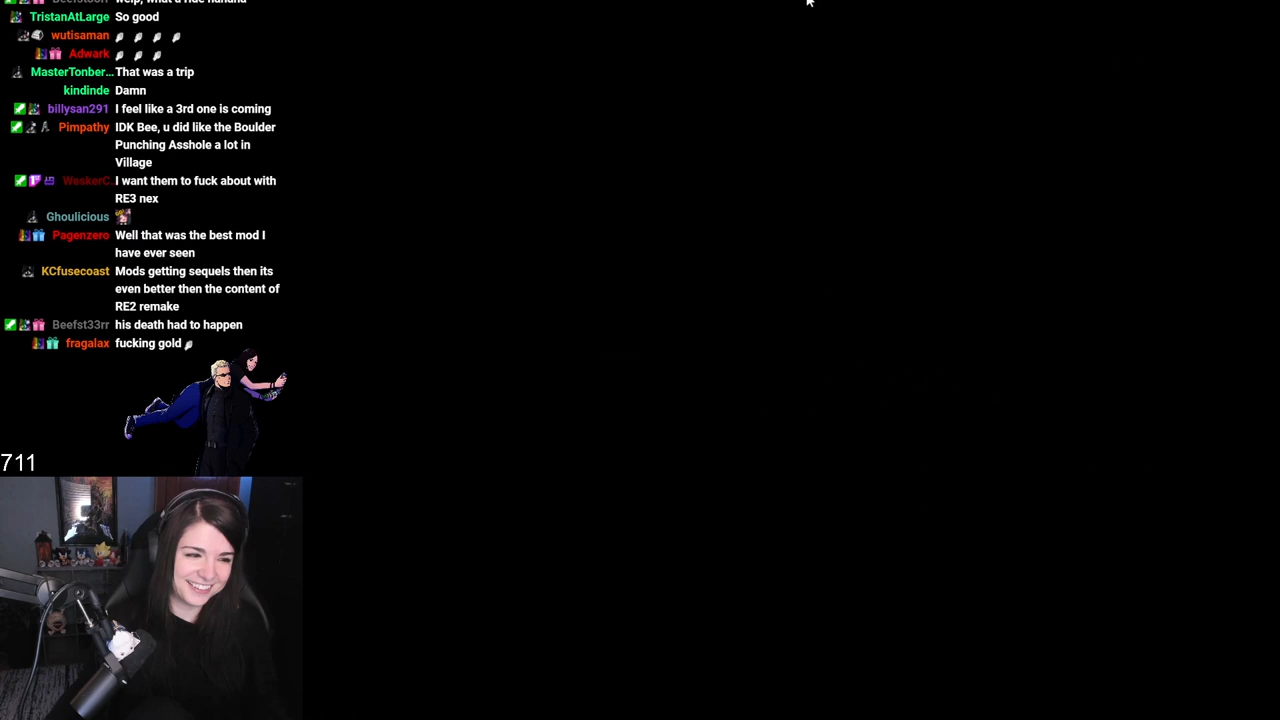 TristanAtLarge So good
wutisaman
Adwark
MasterTonber... That was a trip
kindinde Damn
billysan291 I feel like a 3rd one is coming
Pimpathy IDK Bee, u did like the Boulder
Punching Asshole a lot in
Village
WeskerC. I want them to fuck about with
RE3 nex
Ghoulicious
Pagenzero Well that was the best mod I
have ever seen
KCfusecoast Mods getting sequels then its
even better then the content of
RE2 remake
Beefst33rr his death had to happen
fragalax fucking gold
711